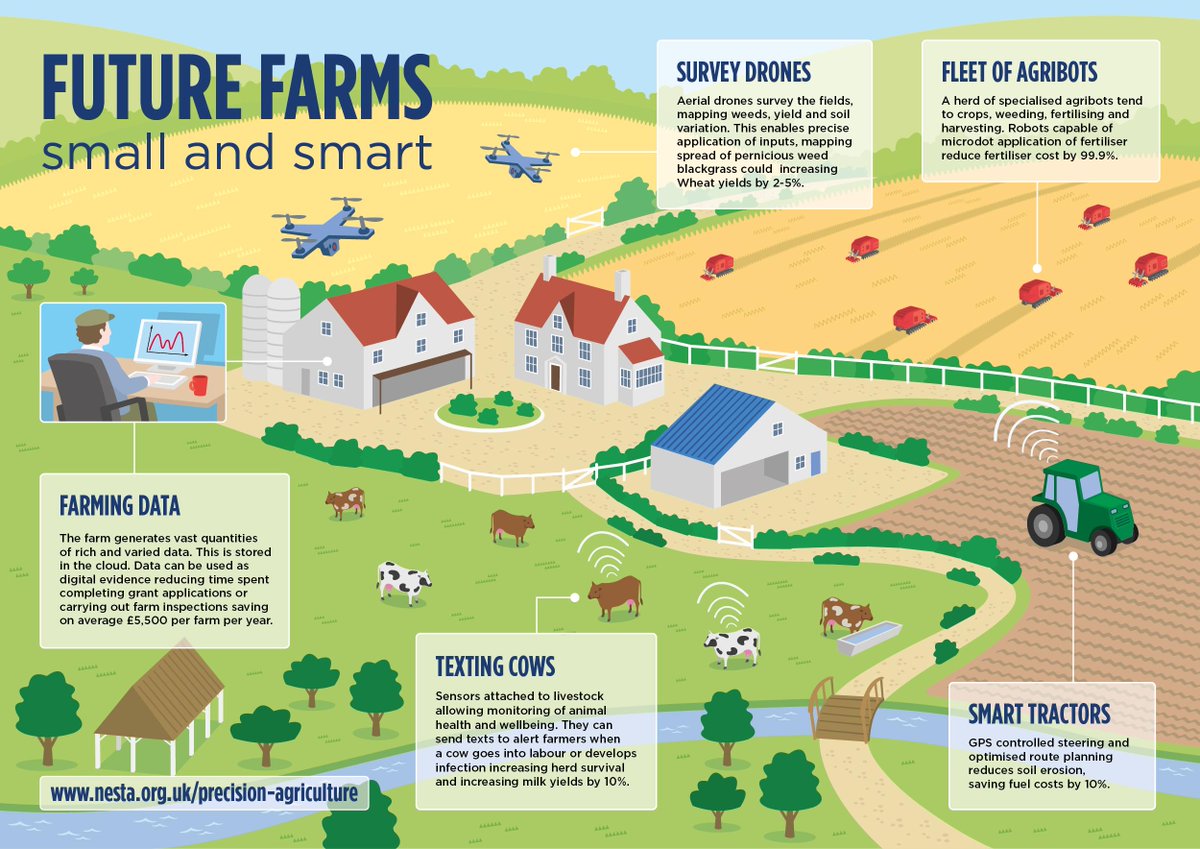 FUTURE FARMS
small and smart
SURVEY DRONES
Aerial drones survey the fields,
mapping weeds, yield and soil
variation. This enables precise
application of inputs, mapping
spread of pernicious weed
blackgrass could increasing
Wheat yields by 2-5%.
FLEET OF AGRIBOTS
A herd of specialised agribots tend
to crops, weeding, fertilising and
harvesting. Robots capable of
microdot application of fertiliser
reduce fertiliser cost by 99.9%.
FARMING DATA
The farm generates vast quantities
of rich and varied data. This is stored
in the cloud. Data can be used as
digital evidence reducing time spent
completing grant applications or
carrying out farm inspections saving
on average £5,500 per farm per year.
TEXTING COWS
Sensors attached to livestock
allowing monitoring of animal
health and wellbeing. They can
send texts to alert farmers when
a cow goes into labour or develops
infection increasing herd survival
and increasing milk yields by 10%.
SMART TRACTORS
GPS controlled steering and
optimised route planning
reduces soil erosion,
saving fuel costs by 10%.
www.nesta.org.uk/precision-agriculture